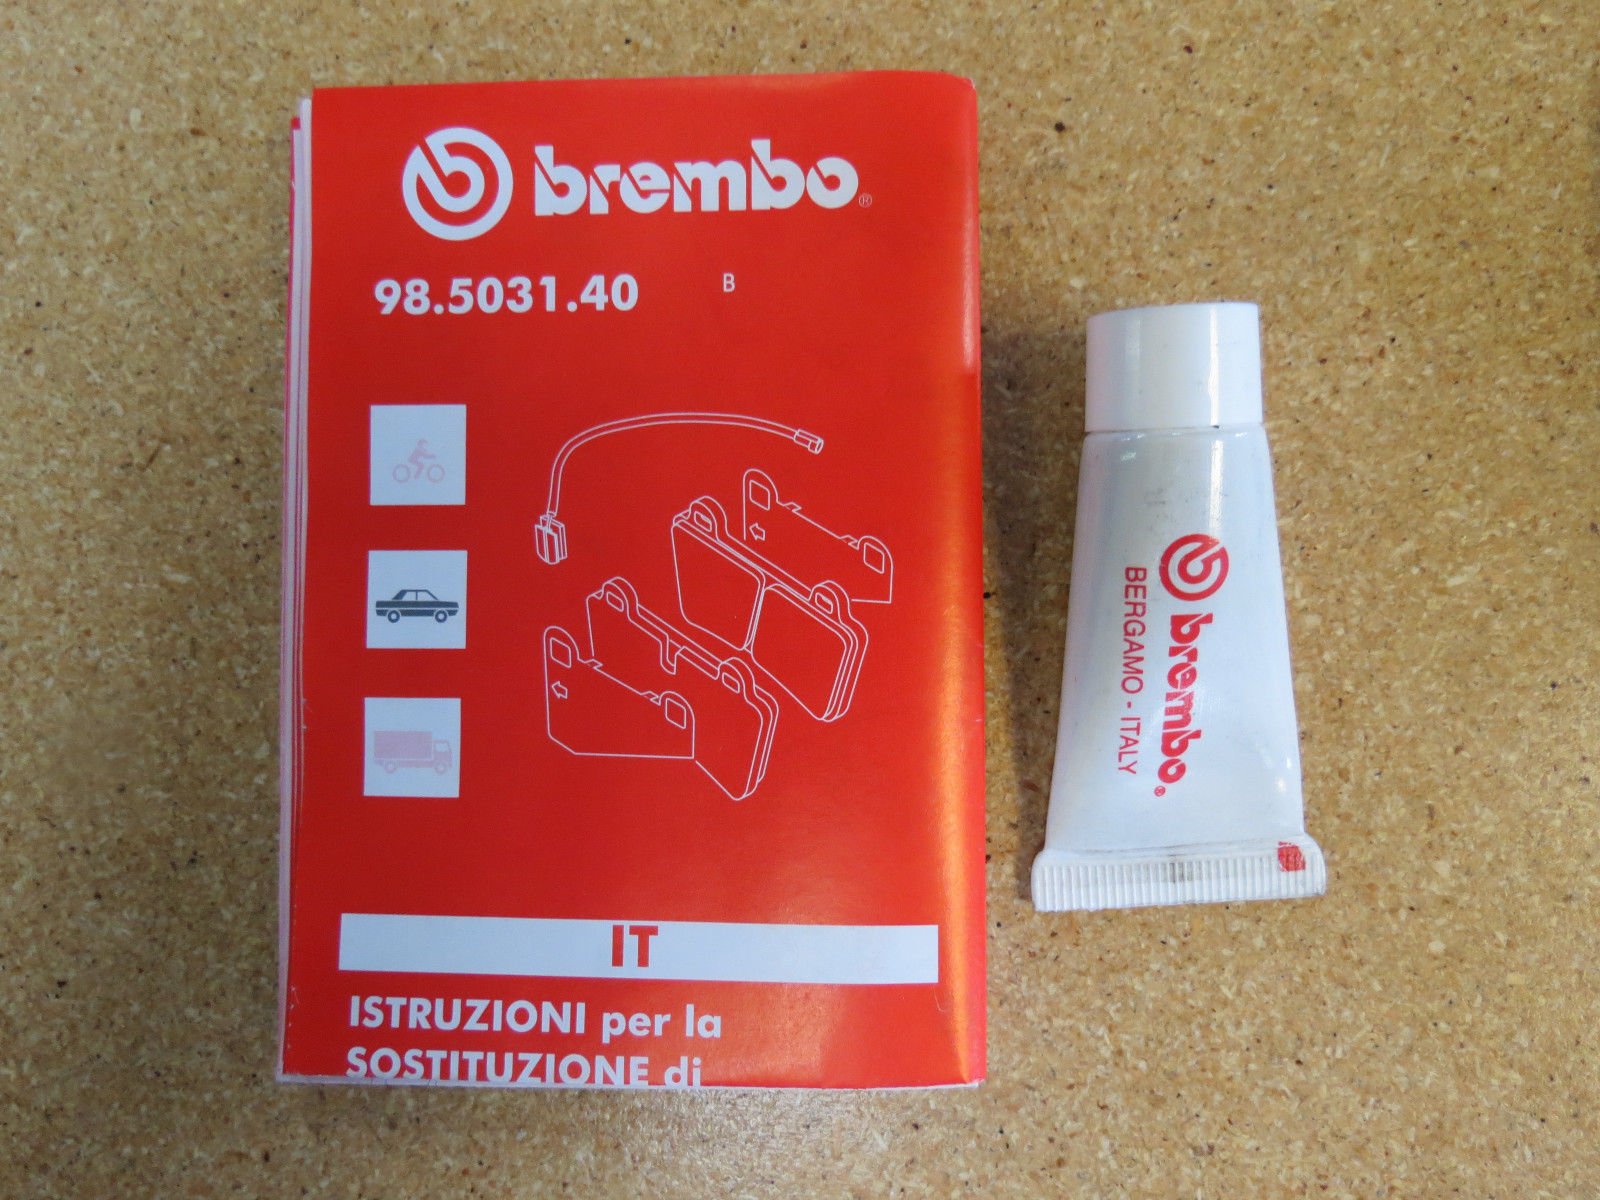 brembo®
98.5031.40 B
IT
ISTRUZIONI per la
SOSTITUZIONE di
brembo®
BERGAMO - ITALY